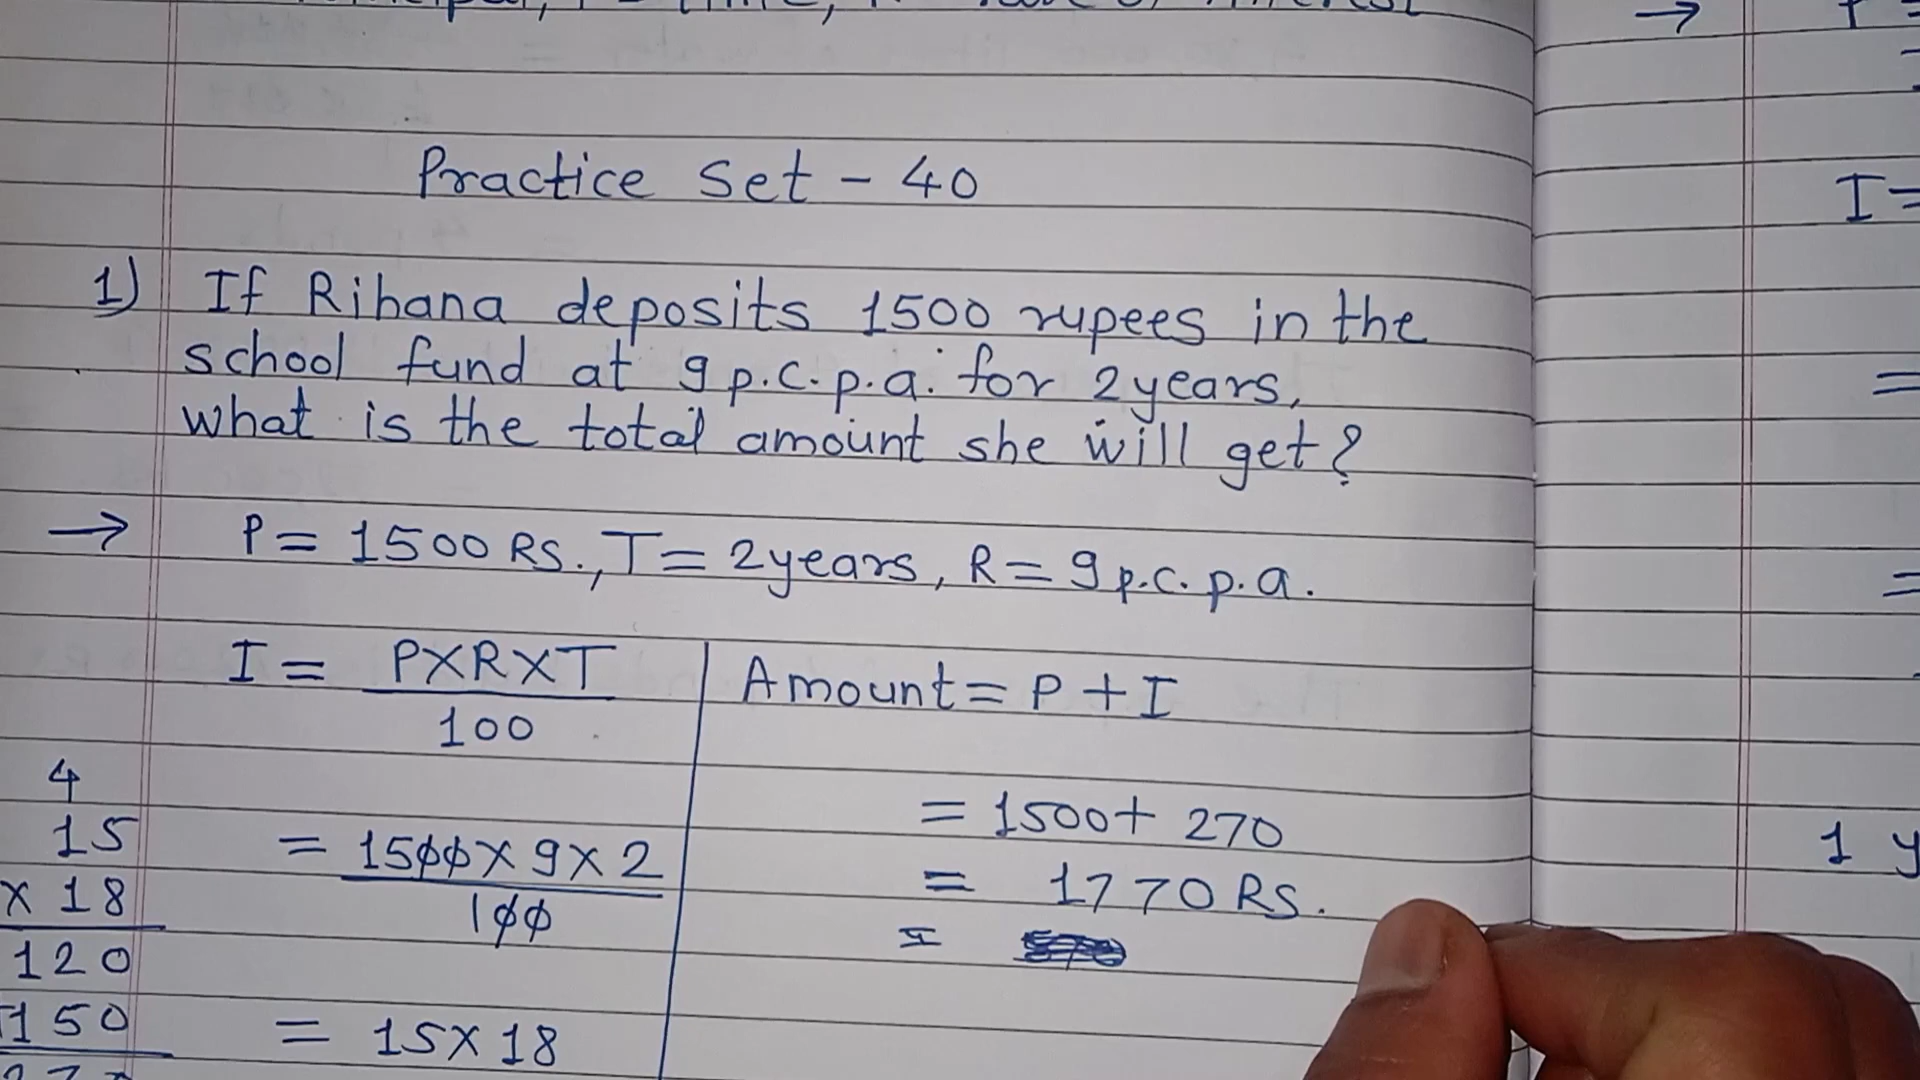 Practice Set - 40
1) If Rihana deposits 1500 rupees in the
school fund at 9 p.c.p.a. for 2 years,
what is the total amount she will get?
→ P = 1500 RS., T = 2 years, R = 9 p.c.p.a.
I = P×R×T
100
= 1500 × 9 × 2
100
= 15 × 18
Amount = P + I
= 1500 + 270
= 1770 RS.
=
4
15
× 18
120
150
→
I =
=
=
1 y